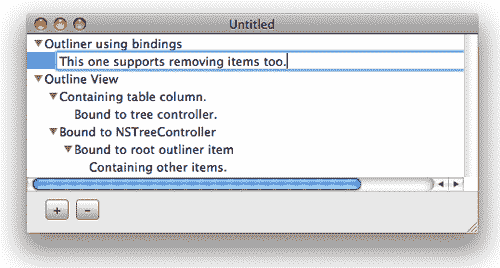 Untitled
Outliner using bindings
This one supports removing items too.
Outline View
Containing table column.
Bound to tree controller.
Bound to NSTreeController
Bound to root outliner item
Containing other items.
+ -